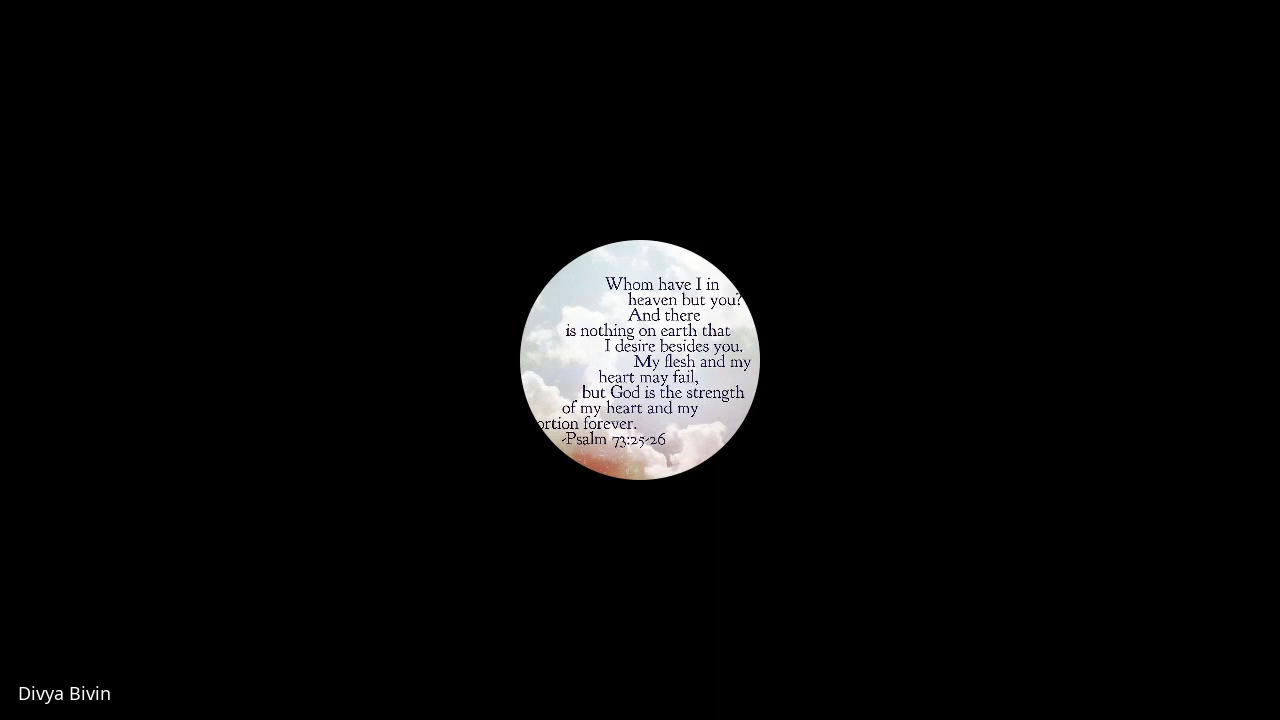 Whom have I in
heaven but you?
And there
is nothing on earth that
I desire besides you.
My flesh and my
heart may fail,
but God is the strength
of my heart and my
ortion forever.
-Psalm 73:25-26
Divya Bivin